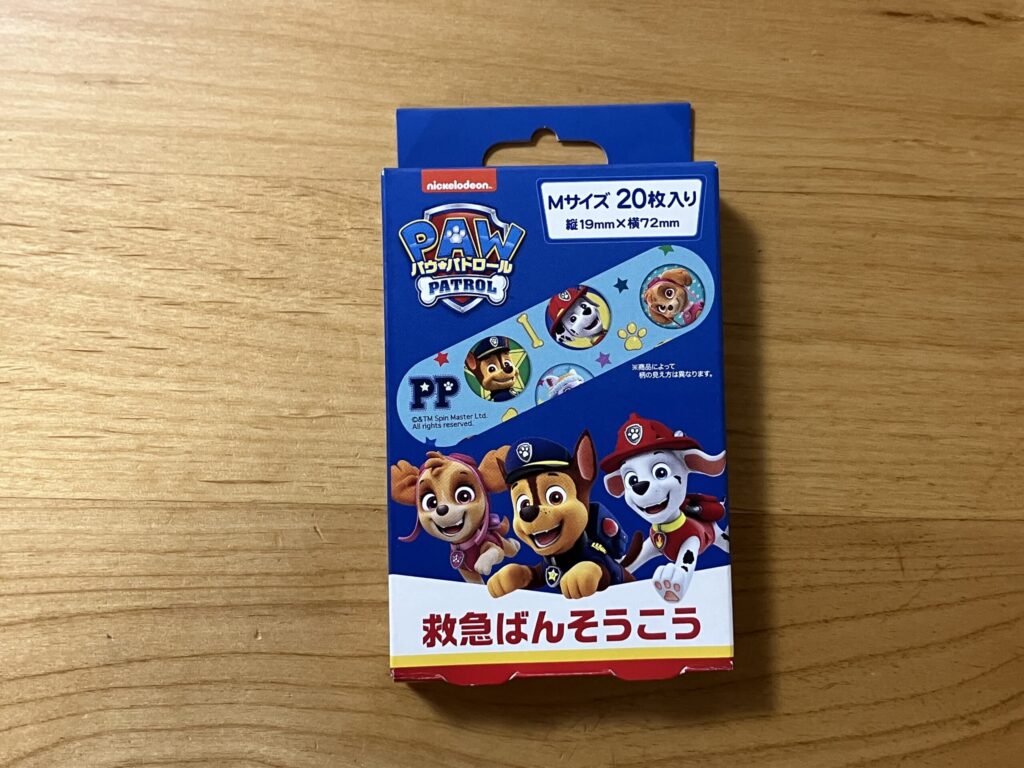 nickelodeon™
Mサイズ 20枚入り
縦19mm×横72mm
PAW
パウ・パトロール
PATROL
※商品によって
柄の見え方は異なります。
PP
©&TM Spin Master Ltd.
All rights reserved.
救急ばんそうこう